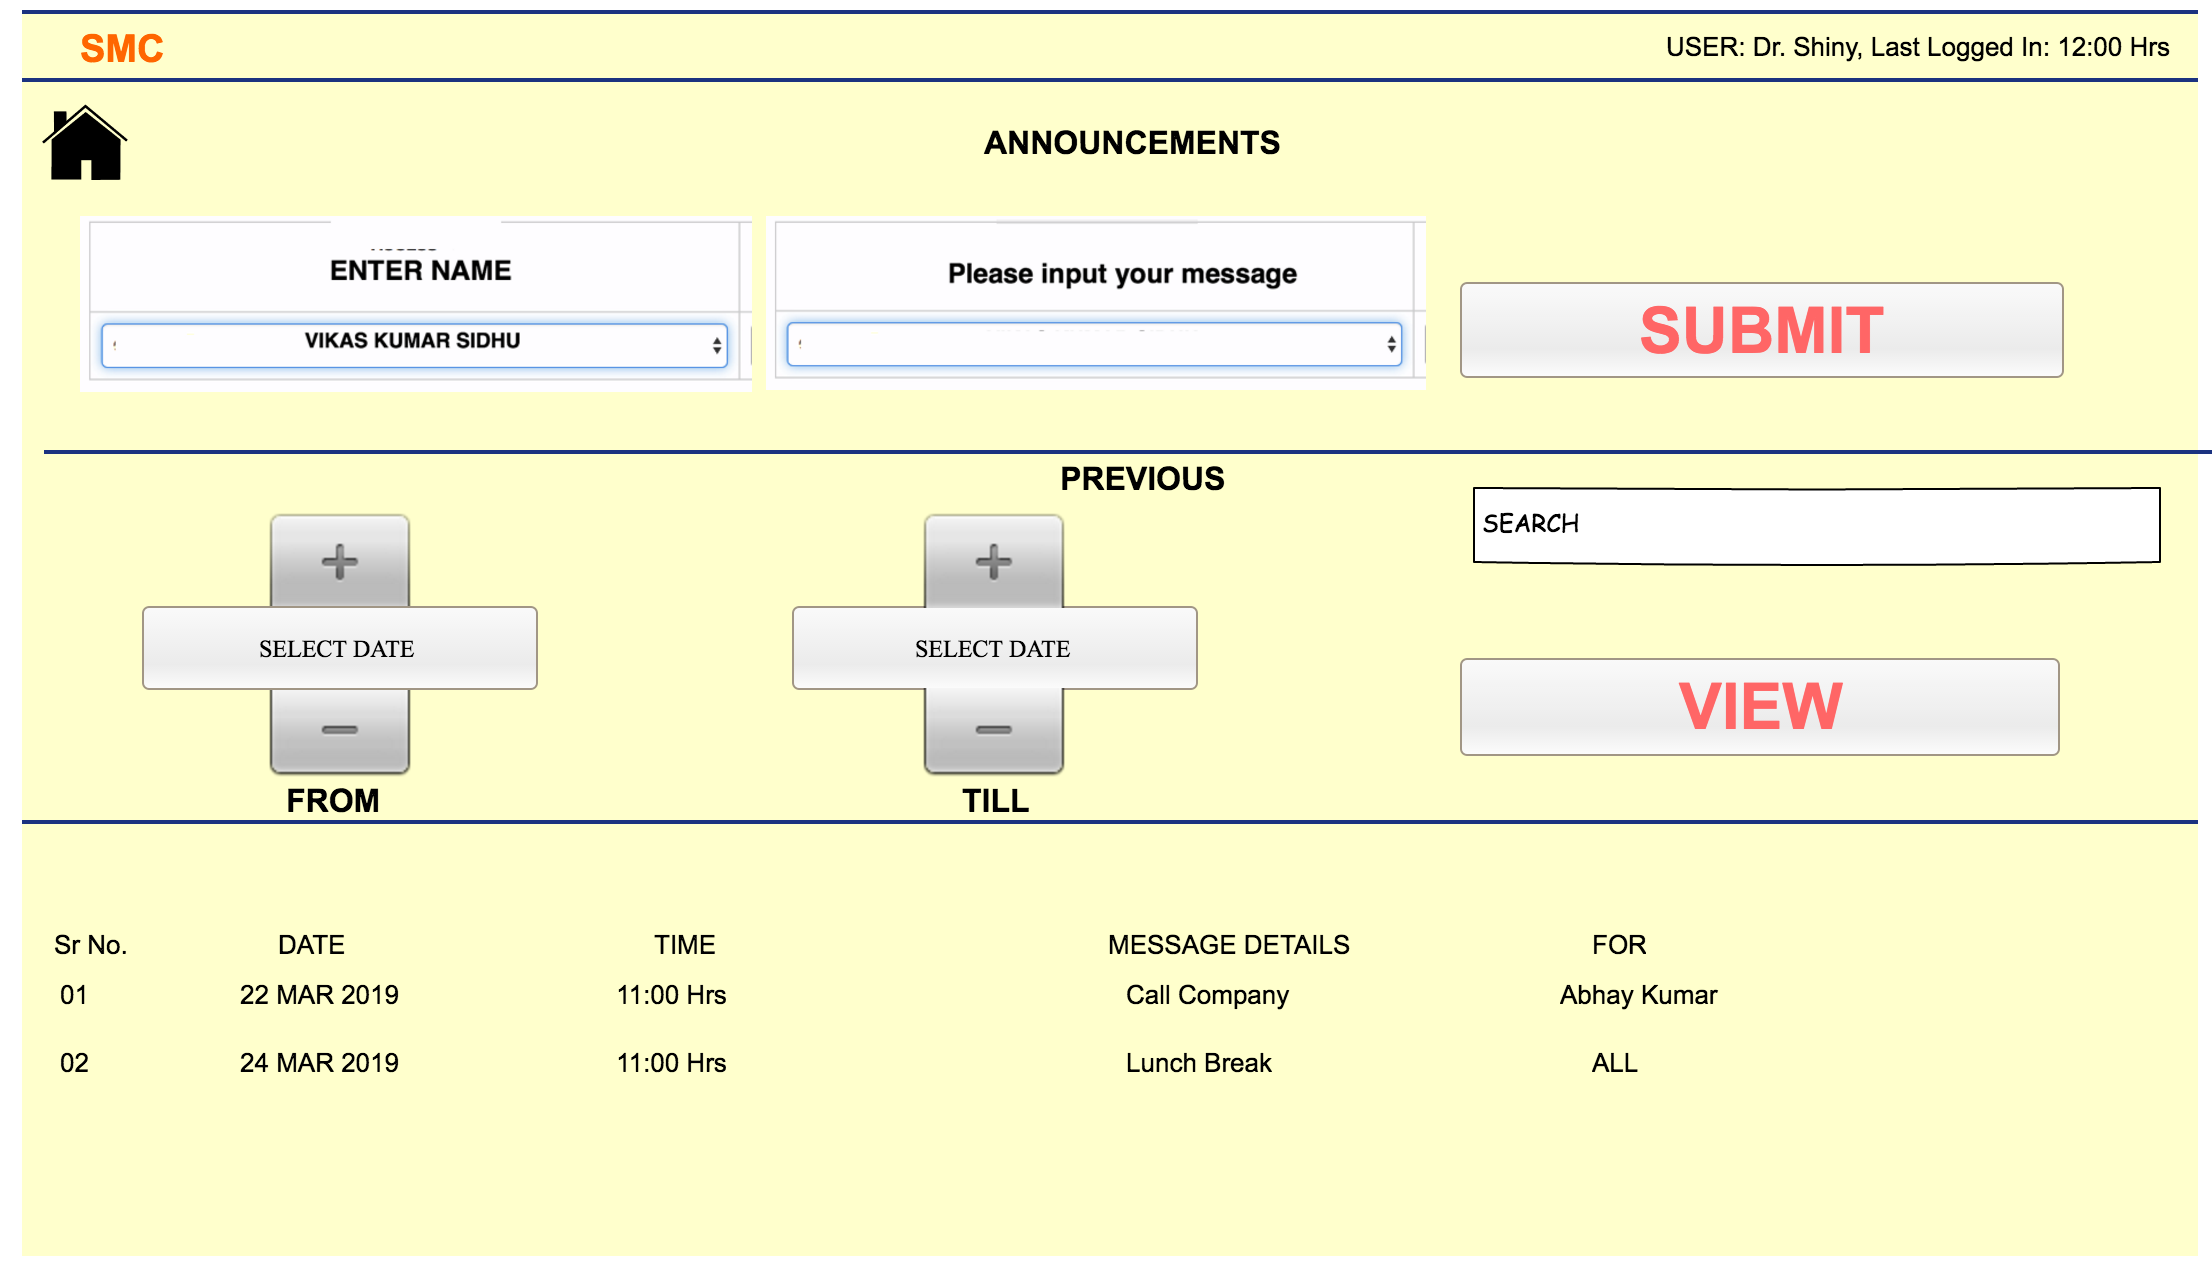 SMC
USER: Dr. Shiny, Last Logged In: 12:00 Hrs
ANNOUNCEMENTS
ENTER NAME
VIKAS KUMAR SIDHU
Please input your message
SUBMIT
PREVIOUS
SEARCH
+
+
SELECT DATE
SELECT DATE
−
−
VIEW
FROM
TILL
Sr No. DATE TIME MESSAGE DETAILS FOR
01 22 MAR 2019 11:00 Hrs Call Company Abhay Kumar
02 24 MAR 2019 11:00 Hrs Lunch Break ALL